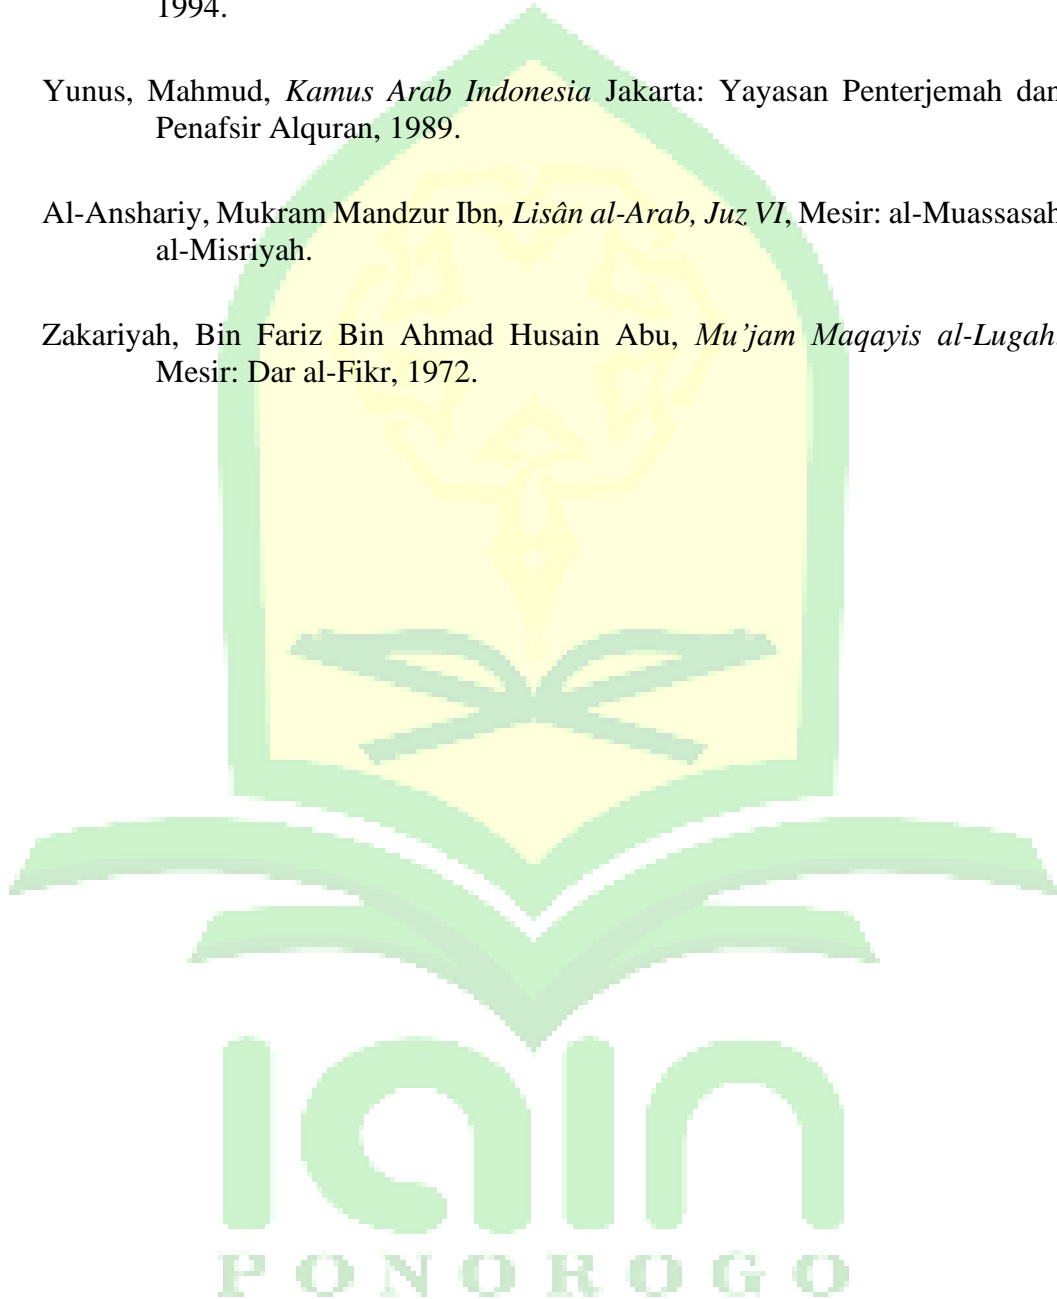 1994.
Yunus, Mahmud, Kamus Arab Indonesia Jakarta: Yayasan Penterjemah dan
Penafsir Alquran, 1989.
Al-Anshariy, Mukram Mandzur Ibn, Lisân al-Arab, Juz VI, Mesir: al-Muassasah
al-Misriyah.
Zakariyah, Bin Fariz Bin Ahmad Husain Abu, Mu’jam Maqayis al-Lugah.
Mesir: Dar al-Fikr, 1972.
iain
PONOROGO